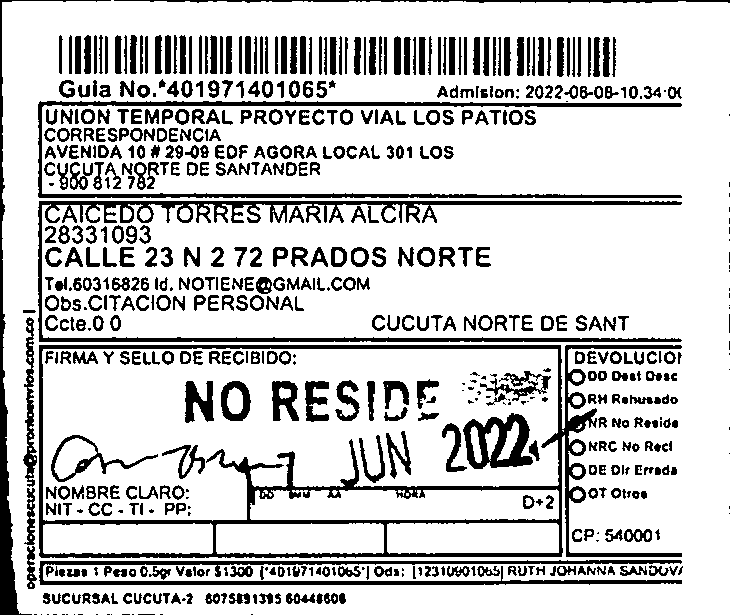 Guia No.*401971401065*
Admision: 2022-06-08-10.34:00
UNION TEMPORAL PROYECTO VIAL LOS PATIOS
CORRESPONDENCIA
AVENIDA 10 # 29-09 EDF AGORA LOCAL 301 LOS
CUCUTA NORTE DE SANTANDER
- 900 812 782
CAICEDO TORRES MARIA ALCIRA
28331093
CALLE 23 N 2 72 PRADOS NORTE
Tel.60316826 Id. NOTIENE@GMAIL.COM
Obs.CITACION PERSONAL
Ccte.0 0
CUCUTA NORTE DE SANT
operacionescucuta@prontoenvios.com.co
FIRMA Y SELLO DE RECIBIDO:
NO RESIDE
JUN 2022
NOMBRE CLARO:
NIT - CC - TI - PP:
DD MM AA HORA
D+2
DEVOLUCION
DD Dest Desc
RH Rehusado
NR No Reside
NRC No Recl
DE Dir Errada
OT Otros
CP: 540001
Piezas 1 Peso 0.5gr Valor $1300 [*401971401065*] Ods: [12310901065] RUTH JOHANNA SANDOVA
SUCURSAL CUCUTA-2 6075891395 60448606